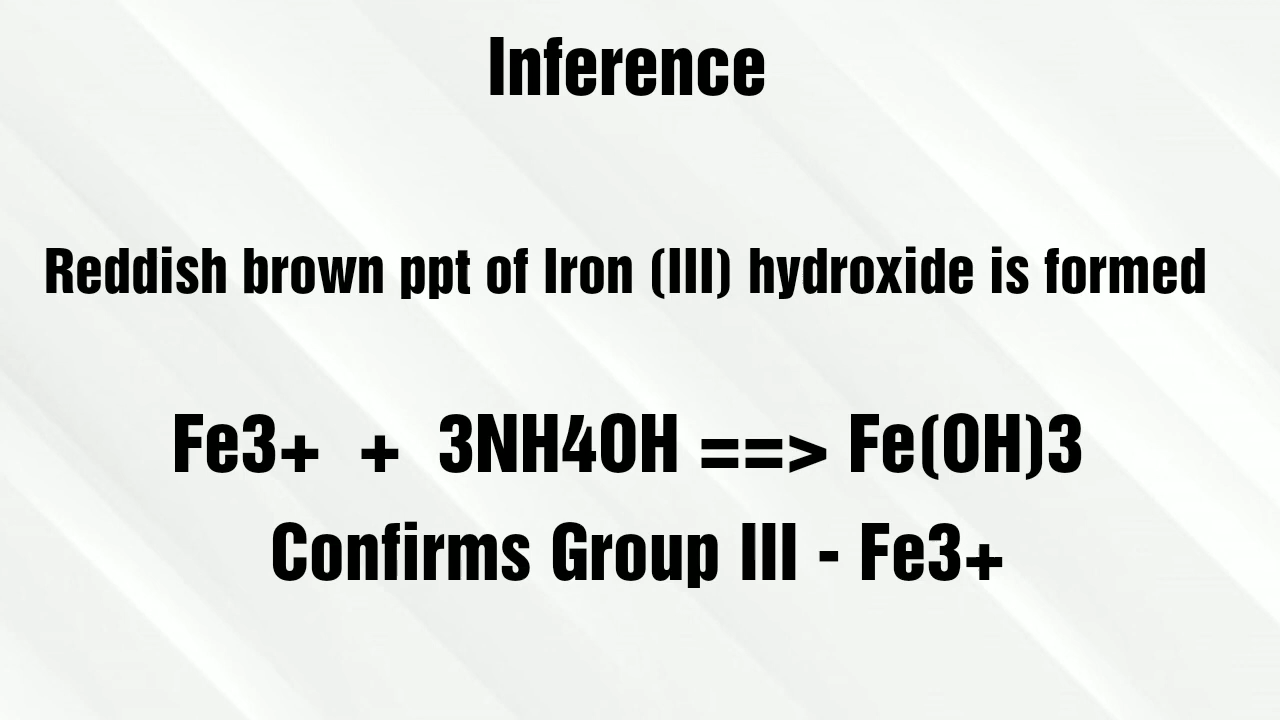 Inference
Reddish brown ppt of Iron (III) hydroxide is formed
Fe3+ + 3NH4OH ==> Fe(OH)3
Confirms Group III - Fe3+